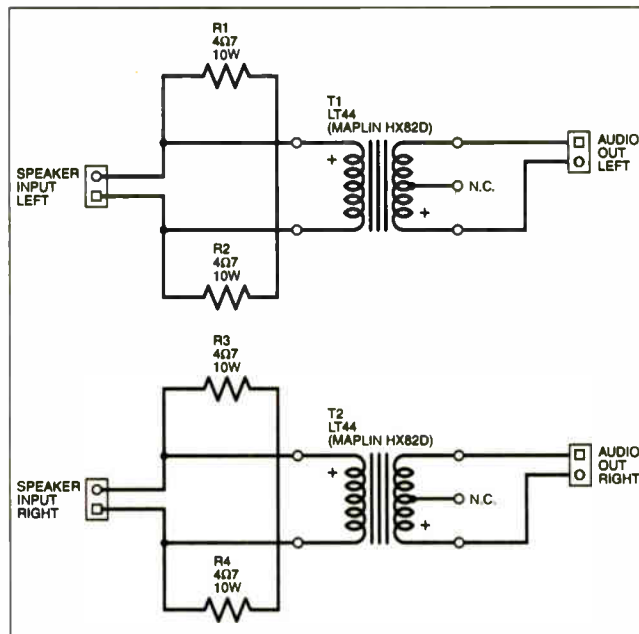 R1
4Ω7
10W
T1
LT44
(MAPLIN HX82D)
SPEAKER
INPUT
LEFT
+
N.C.
+
AUDIO
OUT
LEFT
R2
4Ω7
10W
R3
4Ω7
10W
T2
LT44
(MAPLIN HX82D)
SPEAKER
INPUT
RIGHT
+
N.C.
+
AUDIO
OUT
RIGHT
R4
4Ω7
10W